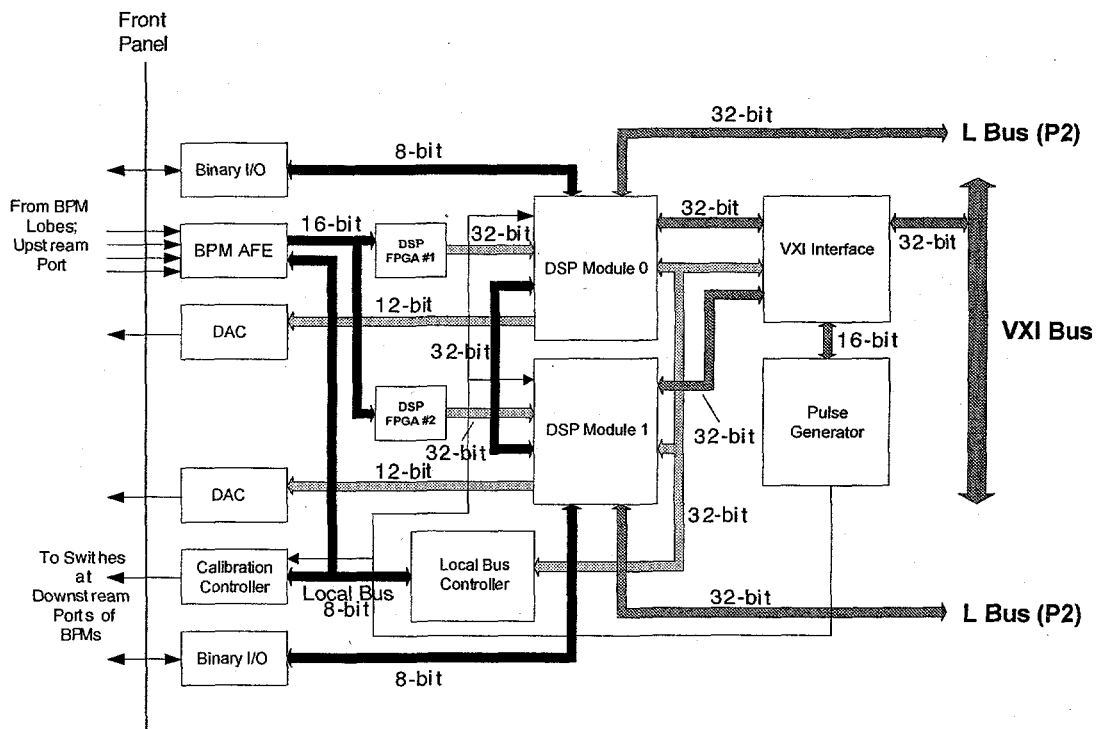 Front
Panel
32-bit
L Bus (P2)
8-bit
Binary I/O
From BPM
Lobes;
Upstream
Port
16-bit
BPM AFE
DSP
FPGA #1
32-bit
DSP Module 0
32-bit
VXI Interface
32-bit
12-bit
DAC
32-bit
16-bit
VXI Bus
DSP
FPGA #2
32-bit
DSP Module 1
32-bit
Pulse
Generator
12-bit
DAC
32-bit
To Swithes
at
Downstream
Ports of
BPMs
Calibration
Controller
Local Bus
8-bit
Local Bus
Controller
32-bit
L Bus (P2)
Binary I/O
8-bit